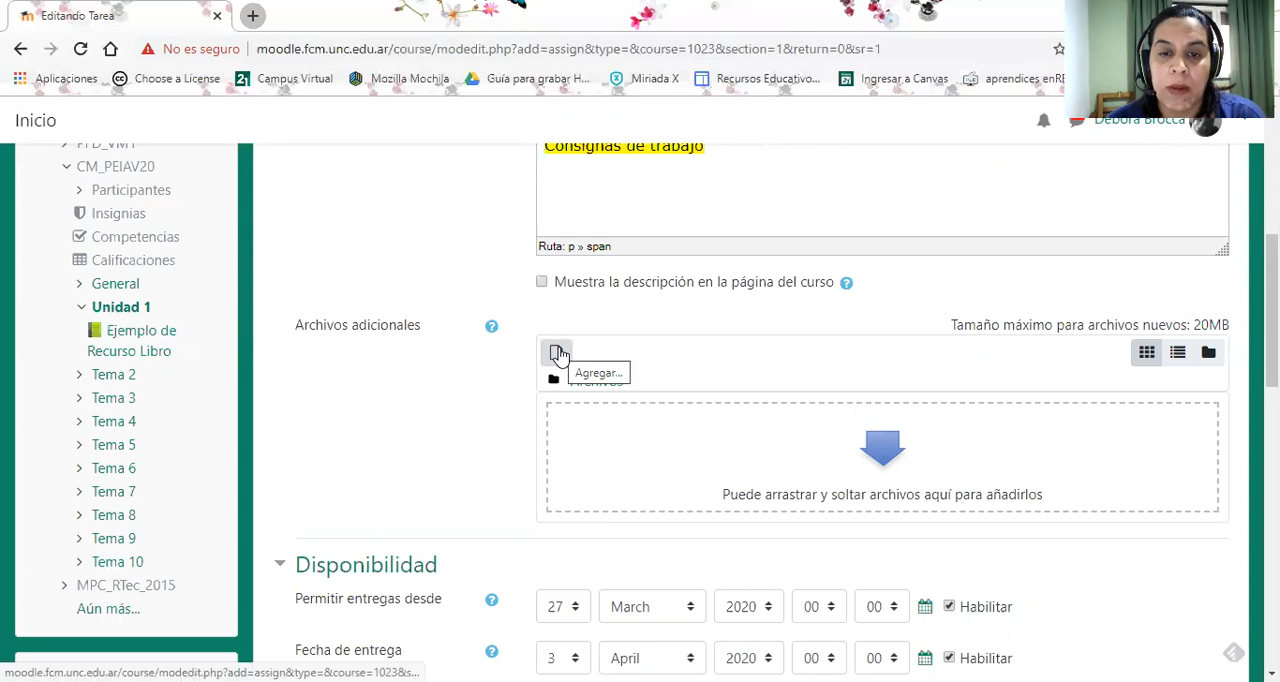 Editando Tarea
No es seguro
moodle.fcm.unc.edu.ar/course/modedit.php?add=assign&type=&course=1023&section=1&return=0&sr=1
Aplicaciones
Choose a License
Campus Virtual
Mozilla Mochila
Guía para grabar H...
Miriada X
Recursos Educativo...
Ingresar a Canvas
aprendices enRE
Inicio
Debora Brocca
PFD_VMT
CM_PEIAV20
Participantes
Insignias
Competencias
Calificaciones
General
Unidad 1
Ejemplo de
Recurso Libro
Tema 2
Tema 3
Tema 4
Tema 5
Tema 6
Tema 7
Tema 8
Tema 9
Tema 10
MPC_RTec_2015
Aún más...
Consignas de trabajo
Ruta: p » span
Muestra la descripción en la página del curso
Archivos adicionales
Tamaño máximo para archivos nuevos: 20MB
Agregar...
Archivos
Puede arrastrar y soltar archivos aquí para añadirlos
Disponibilidad
Permitir entregas desde
27 March 2020 00 00 Habilitar
Fecha de entrega
3 April 2020 00 00 Habilitar
moodle.fcm.unc.edu.ar/course/modedit.php?add=assign&type=&course=1023&s...